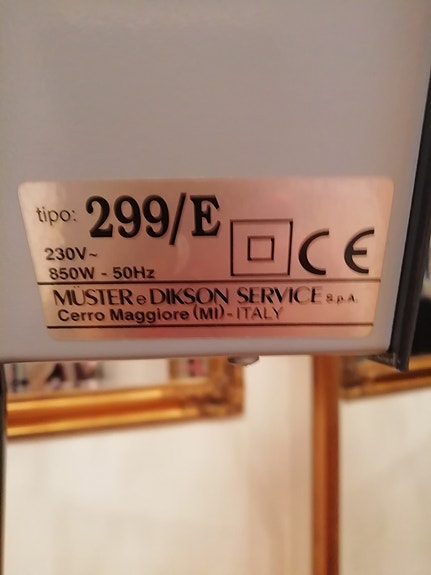 tipo: 299/E
230V~
850W - 50Hz
CE
MÜSTER e DIKSON SERVICE S.p.A.
Cerro Maggiore (MI) - ITALY